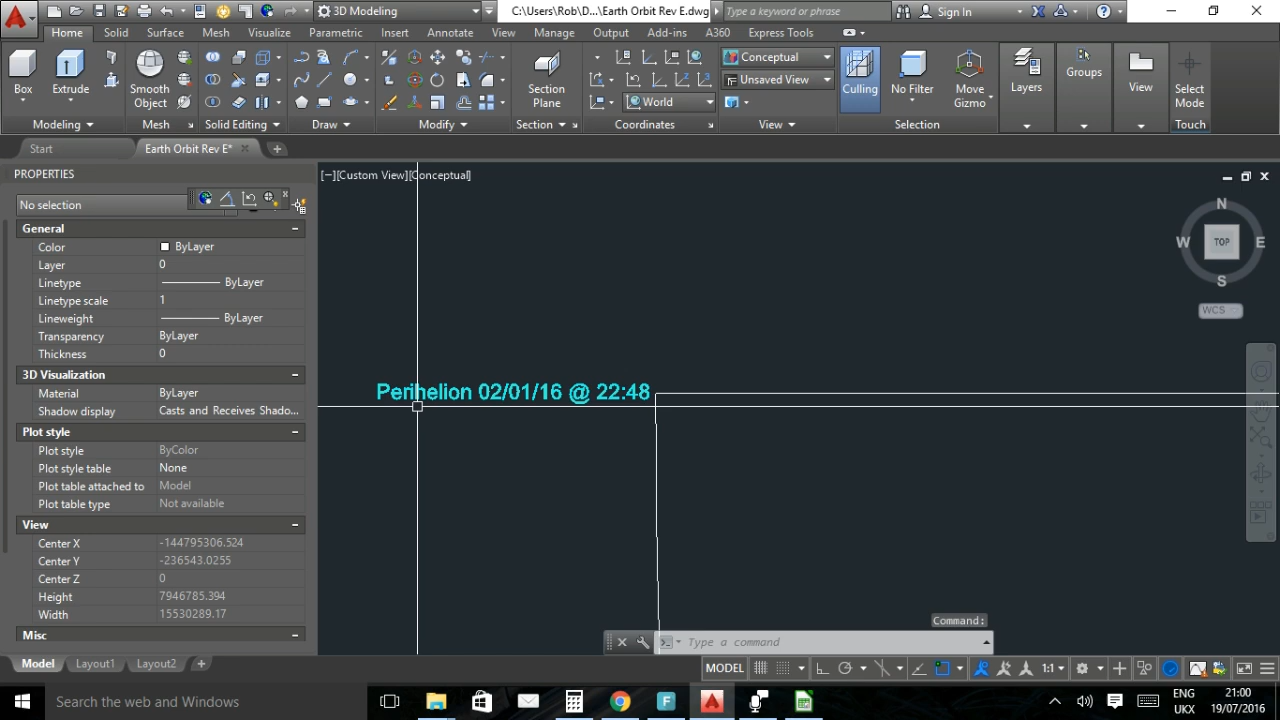 3D Modeling
C:\Users\Rob\D...\Earth Orbit Rev E.dwg
Type a keyword or phrase
Sign In
Home Solid Surface Mesh Visualize Parametric Insert Annotate View Manage Output Add-ins A360 Express Tools
Box
Extrude
Smooth
Object
Section
Plane
World
Conceptual
Unsaved View
Culling
No Filter
Move
Gizmo
Layers
Groups
View
Select
Mode
Modeling Mesh Solid Editing Draw Modify Section Coordinates View Selection Touch
Start
Earth Orbit Rev E*
PROPERTIES
No selection
General
Color ByLayer
Layer 0
Linetype ByLayer
Linetype scale 1
Lineweight ByLayer
Transparency ByLayer
Thickness 0
3D Visualization
Material ByLayer
Shadow display Casts and Receives Shado...
Plot style
Plot style ByColor
Plot style table None
Plot table attached to Model
Plot table type Not available
View
Center X -144795306.524
Center Y -236543.0255
Center Z 0
Height 7946785.394
Width 15530289.17
Misc
[−][Custom View][Conceptual]
N
W TOP E
S
WCS
Perihelion 02/01/16 @ 22:48
Command:
Type a command
Model Layout1 Layout2
MODEL
1:1
Search the web and Windows
ENG
UKX
21:00
19/07/2016